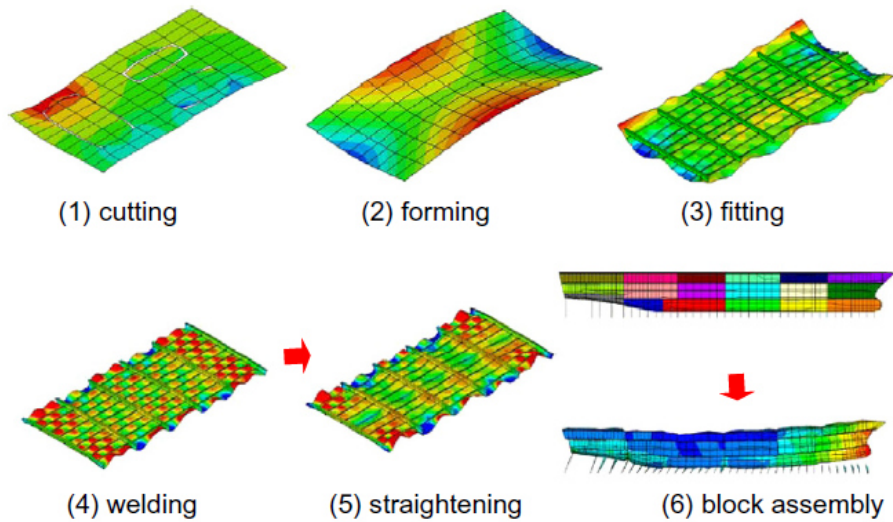 (1) cutting
(2) forming
(3) fitting
(4) welding
(5) straightening
(6) block assembly